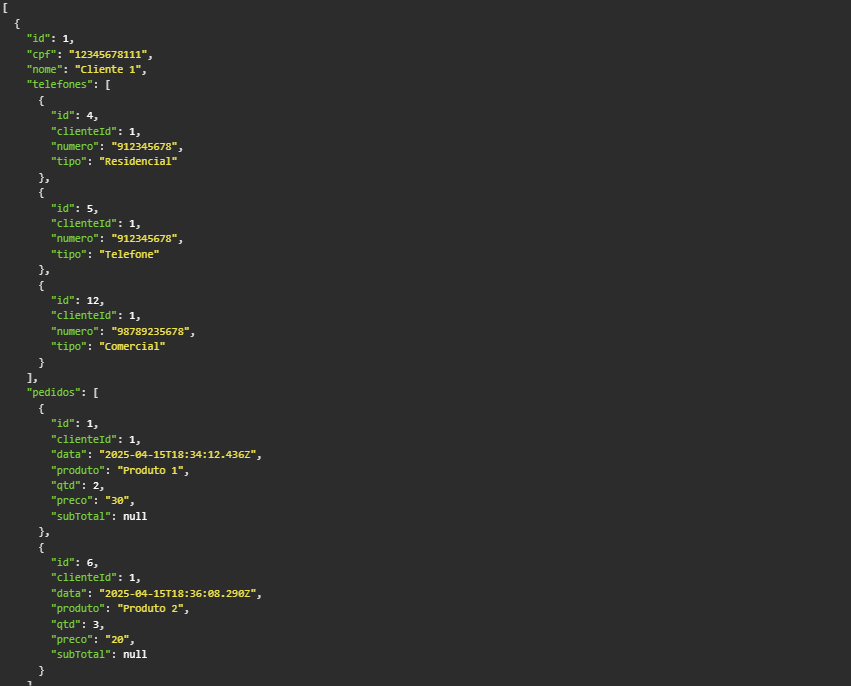 [
  {
    "id": 1,
    "cpf": "12345678111",
    "nome": "Cliente 1",
    "telefones": [
      {
        "id": 4,
        "clienteId": 1,
        "numero": "912345678",
        "tipo": "Residencial"
      },
      {
        "id": 5,
        "clienteId": 1,
        "numero": "912345678",
        "tipo": "Telefone"
      },
      {
        "id": 12,
        "clienteId": 1,
        "numero": "98789235678",
        "tipo": "Comercial"
      }
    ],
    "pedidos": [
      {
        "id": 1,
        "clienteId": 1,
        "data": "2025-04-15T18:34:12.436Z",
        "produto": "Produto 1",
        "qtd": 2,
        "preco": "30",
        "subTotal": null
      },
      {
        "id": 6,
        "clienteId": 1,
        "data": "2025-04-15T18:36:08.290Z",
        "produto": "Produto 2",
        "qtd": 3,
        "preco": "20",
        "subTotal": null
      }
    ]